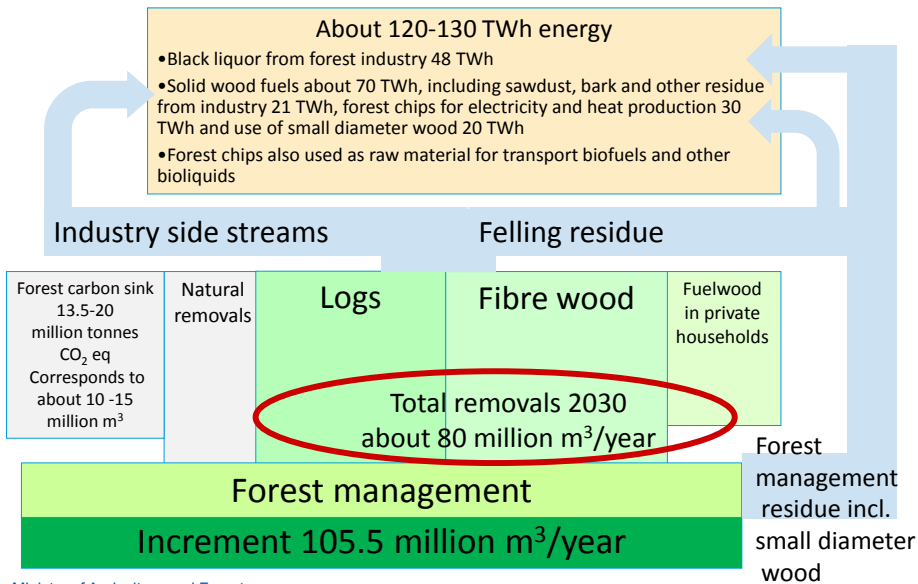 About 120-130 TWh energy
•Black liquor from forest industry 48 TWh
•Solid wood fuels about 70 TWh, including sawdust, bark and other residue
from industry 21 TWh, forest chips for electricity and heat production 30
TWh and use of small diameter wood 20 TWh
•Forest chips also used as raw material for transport biofuels and other
bioliquids
Industry side streams
Felling residue
Forest carbon sink
13.5-20
million tonnes
CO₂ eq
Corresponds to
about 10 -15
million m³
Natural
removals
Logs
Fibre wood
Fuelwood
in private
households
Total removals 2030
about 80 million m³/year
Forest
management
residue incl.
small diameter
wood
Forest management
Increment 105.5 million m³/year